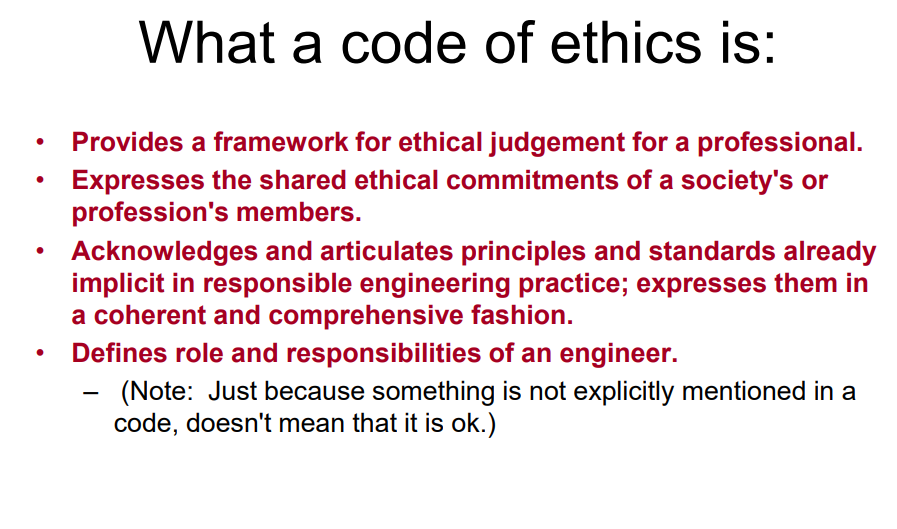 What a code of ethics is:
• Provides a framework for ethical judgement for a professional.
• Expresses the shared ethical commitments of a society's or
profession's members.
• Acknowledges and articulates principles and standards already
implicit in responsible engineering practice; expresses them in
a coherent and comprehensive fashion.
• Defines role and responsibilities of an engineer.
– (Note:  Just because something is not explicitly mentioned in a
code, doesn't mean that it is ok.)